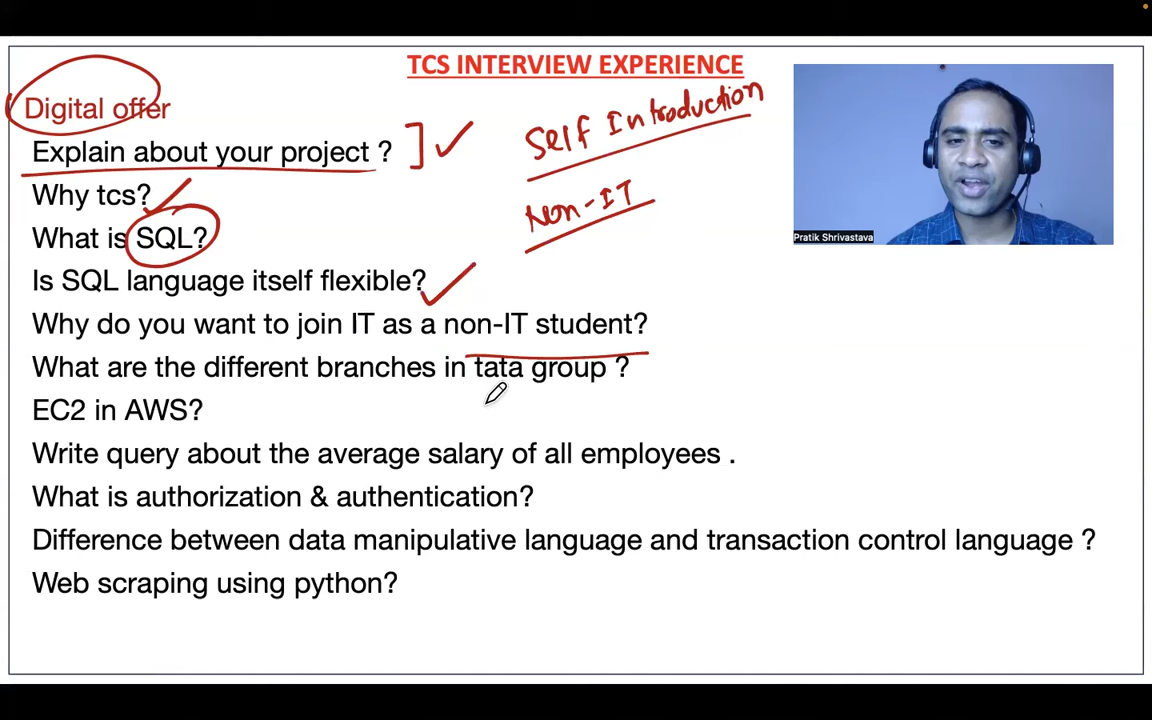 TCS INTERVIEW EXPERIENCE
Digital offer
Explain about your project ?
Self Introduction
Why tcs?
Non-IT
What is SQL?
Pratik Shrivastava
Is SQL language itself flexible?
Why do you want to join IT as a non-IT student?
What are the different branches in tata group ?
EC2 in AWS?
Write query about the average salary of all employees .
What is authorization & authentication?
Difference between data manipulative language and transaction control language ?
Web scraping using python?